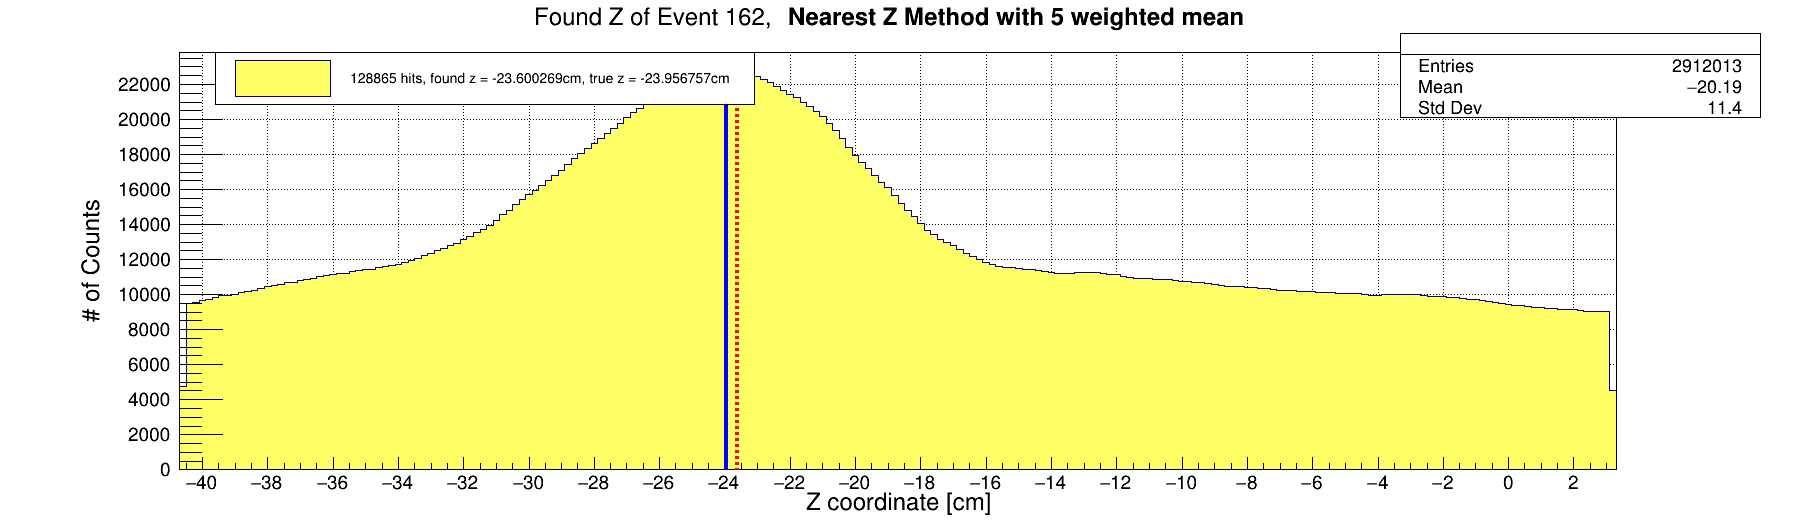 Found Z of Event 162, Nearest Z Method with 5 weighted mean
128865 hits, found z = -23.600269cm, true z = -23.956757cm
Entries 2912013
Mean −20.19
Std Dev 11.4
# of Counts
22000
20000
18000
16000
14000
12000
10000
8000
6000
4000
2000
0
−40 −38 −36 −34 −32 −30 −28 −26 −24 −22 −20 −18 −16 −14 −12 −10 −8 −6 −4 −2 0 2
Z coordinate [cm]